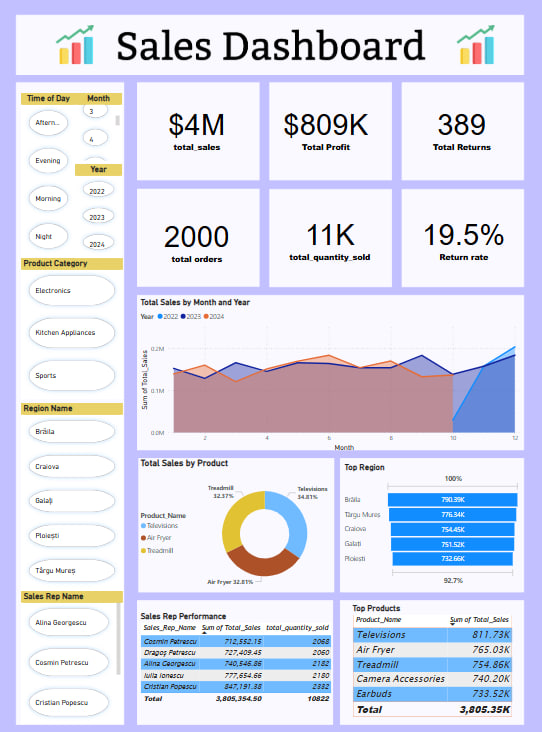 Sales Dashboard
Time of Day
Month
Aftern...
3
4
Evening
Year
2022
Morning
2023
Night
2024
Product Category
Electronics
Kitchen Appliances
Sports
Region Name
Brăila
Craiova
Galați
Ploiești
Târgu Mureș
Sales Rep Name
Alina Georgescu
Cosmin Petrescu
Cristian Popescu
$4M
total_sales
$809K
Total Profit
389
Total Returns
2000
total orders
11K
total_quantity_sold
19.5%
Return rate
Total Sales by Month and Year
Year 2022 2023 2024
Sum of Total_Sales
0.2M
0.0M
2 4 6 8 10 12
Month
Total Sales by Product
Product_Name
Televisions
Air Fryer
Treadmill
Treadmill
32.37%
Televisions
34.81%
Air Fryer 32.81%
Top Region
100%
Brăila 790.39K
Târgu Mureș 776.34K
Craiova 754.45K
Galați 751.52K
Ploiești 732.66K
92.7%
Sales Rep Performance
Sales_Rep_Name Sum of Total_Sales total_quantity_sold
Cosmin Petrescu 712,552.15 2068
Dragoș Petrescu 727,409.45 2060
Alina Georgescu 740,546.86 2182
Iulia Ionescu 777,654.66 2180
Cristian Popescu 847,191.38 2332
Total 3,805,354.50 10822
Top Products
Product_Name Sum of Total_Sales
Televisions 811.73K
Air Fryer 765.03K
Treadmill 754.86K
Camera Accessories 740.20K
Earbuds 733.52K
Total 3,805.35K